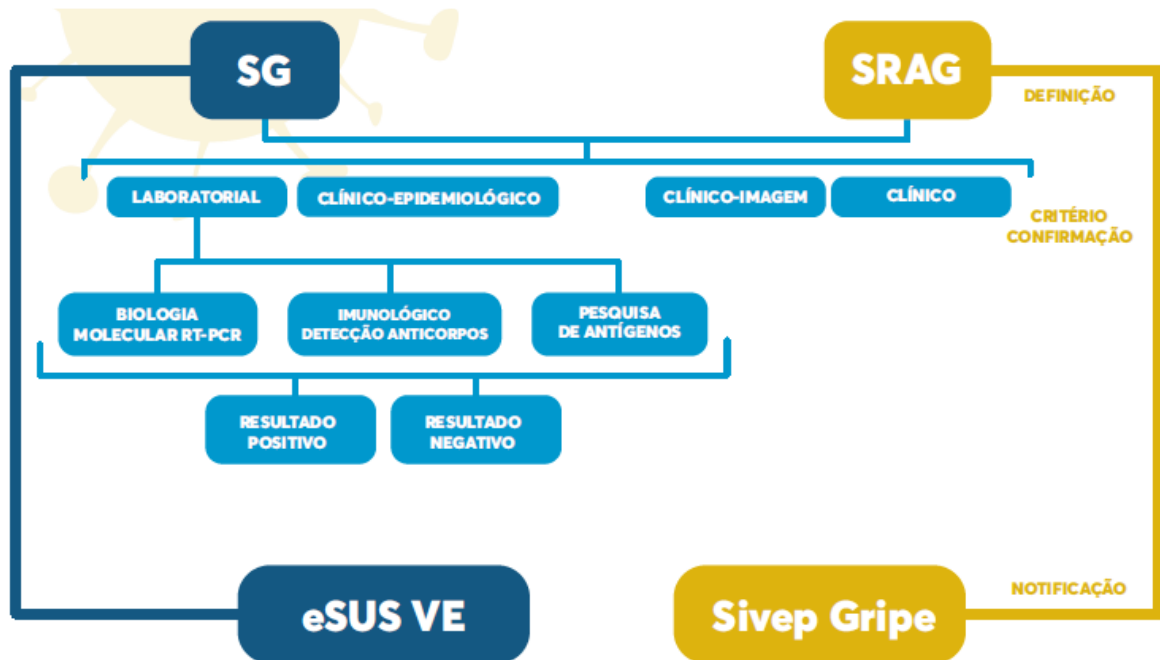 SG
SRAG
DEFINIÇÃO
LABORATORIAL
CLÍNICO-EPIDEMIOLÓGICO
CLÍNICO-IMAGEM
CLÍNICO
CRITÉRIO
CONFIRMAÇÃO
BIOLOGIA
MOLECULAR RT-PCR
IMUNOLÓGICO
DETECÇÃO ANTICORPOS
PESQUISA
DE ANTÍGENOS
RESULTADO
POSITIVO
RESULTADO
NEGATIVO
NOTIFICAÇÃO
eSUS VE
Sivep Gripe